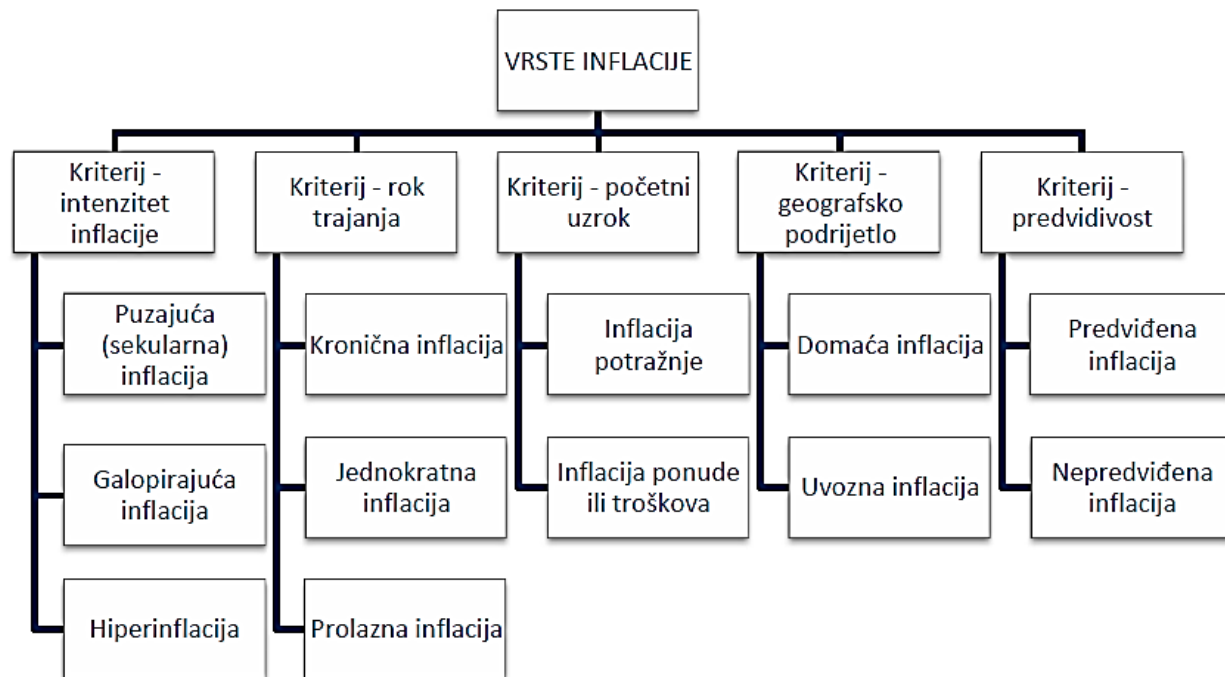 VRSTE INFLACIJE
Kriterij -
intenzitet
inflacije
Kriterij - rok
trajanja
Kriterij - početni
uzrok
Kriterij -
geografsko
podrijetlo
Kriterij -
predvidivost
Puzajuća
(sekularna)
inflacija
Galopirajuća
inflacija
Hiperinflacija
Kronična inflacija
Jednokratna
inflacija
Prolazna inflacija
Inflacija
potražnje
Inflacija ponude
ili troškova
Domaća inflacija
Uvozna inflacija
Predviđena
inflacija
Nepredviđena
inflacija